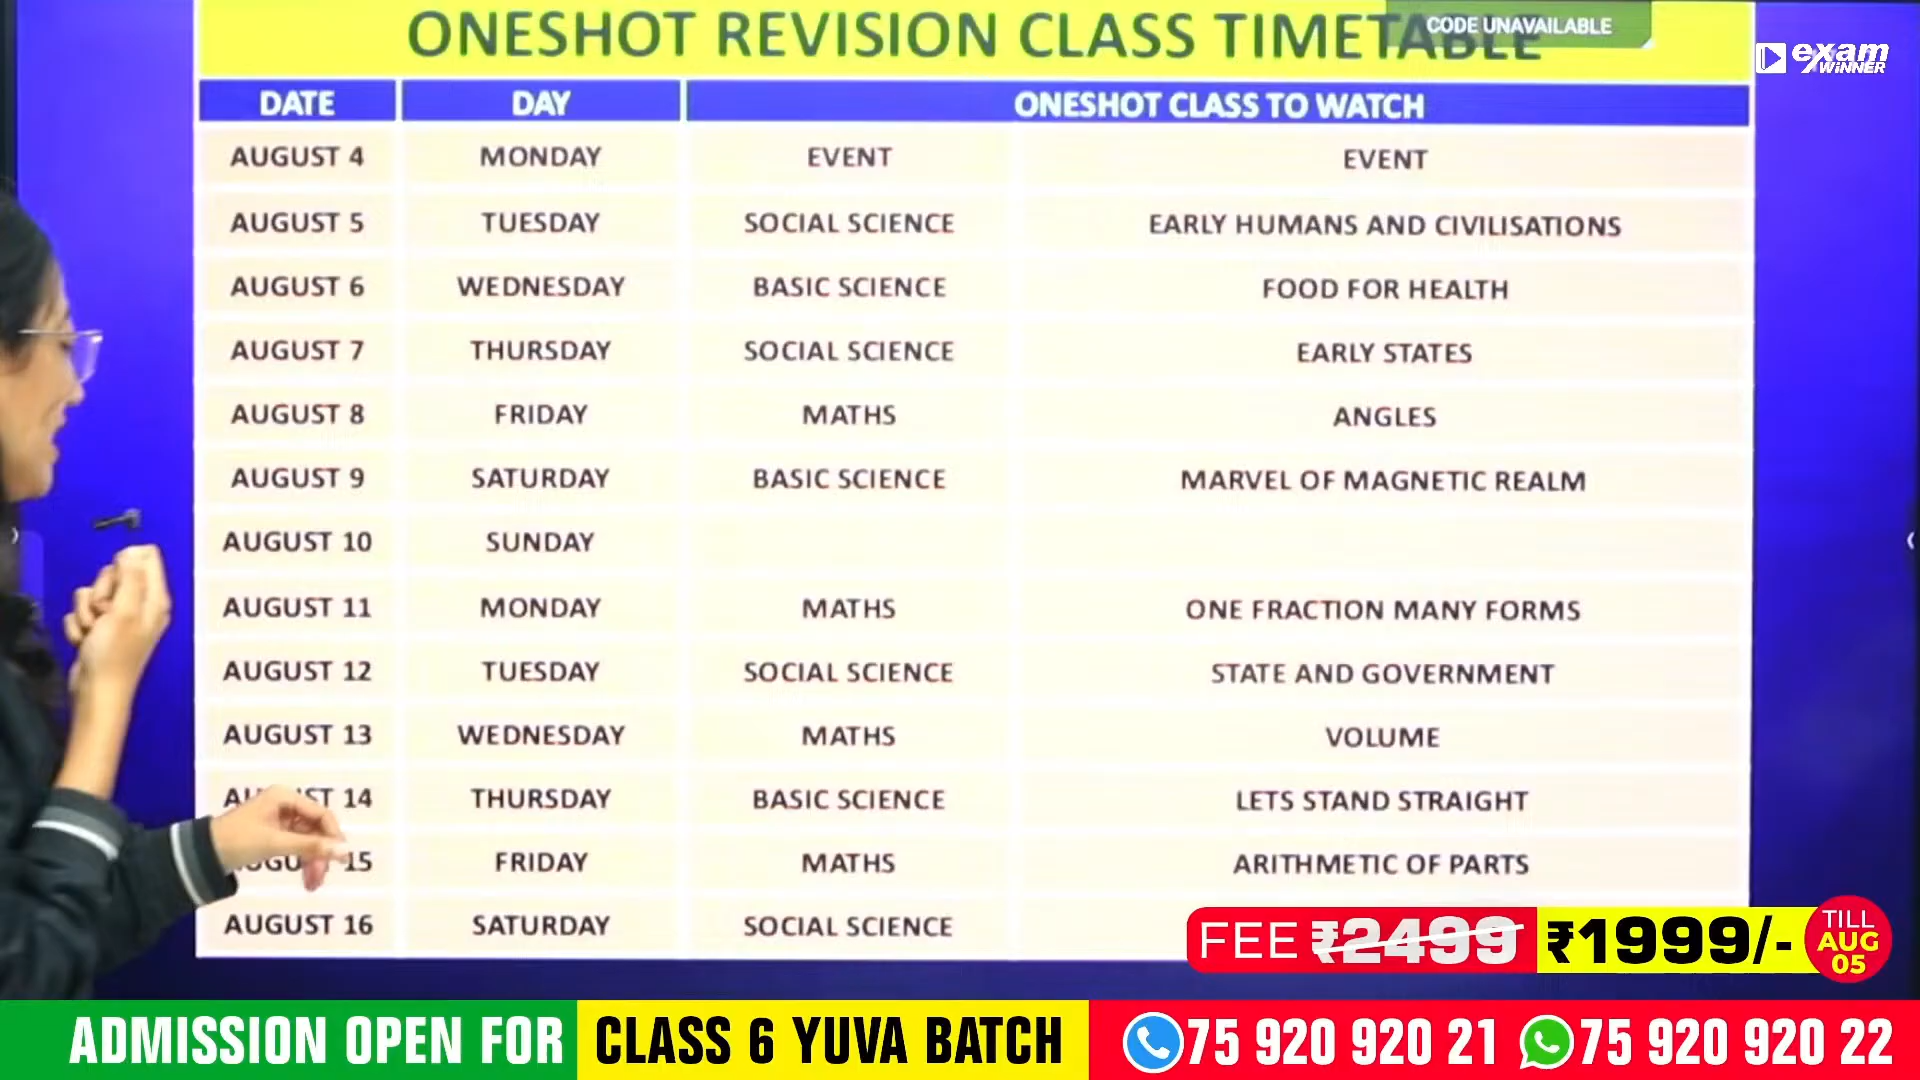 ONESHOT REVISION CLASS TIMETABLE
CODE UNAVAILABLE
exam
WINNER
DATE DAY ONESHOT CLASS TO WATCH
AUGUST 4 MONDAY EVENT EVENT
AUGUST 5 TUESDAY SOCIAL SCIENCE EARLY HUMANS AND CIVILISATIONS
AUGUST 6 WEDNESDAY BASIC SCIENCE FOOD FOR HEALTH
AUGUST 7 THURSDAY SOCIAL SCIENCE EARLY STATES
AUGUST 8 FRIDAY MATHS ANGLES
AUGUST 9 SATURDAY BASIC SCIENCE MARVEL OF MAGNETIC REALM
AUGUST 10 SUNDAY
AUGUST 11 MONDAY MATHS ONE FRACTION MANY FORMS
AUGUST 12 TUESDAY SOCIAL SCIENCE STATE AND GOVERNMENT
AUGUST 13 WEDNESDAY MATHS VOLUME
14 THURSDAY BASIC SCIENCE LETS STAND STRAIGHT
15 FRIDAY MATHS ARITHMETIC OF PARTS
AUGUST 16 SATURDAY SOCIAL SCIENCE
FEE ₹2499 ₹1999/-
TILL
AUG
05
ADMISSION OPEN FOR CLASS 6 YUVA BATCH 75 920 920 21 75 920 920 22